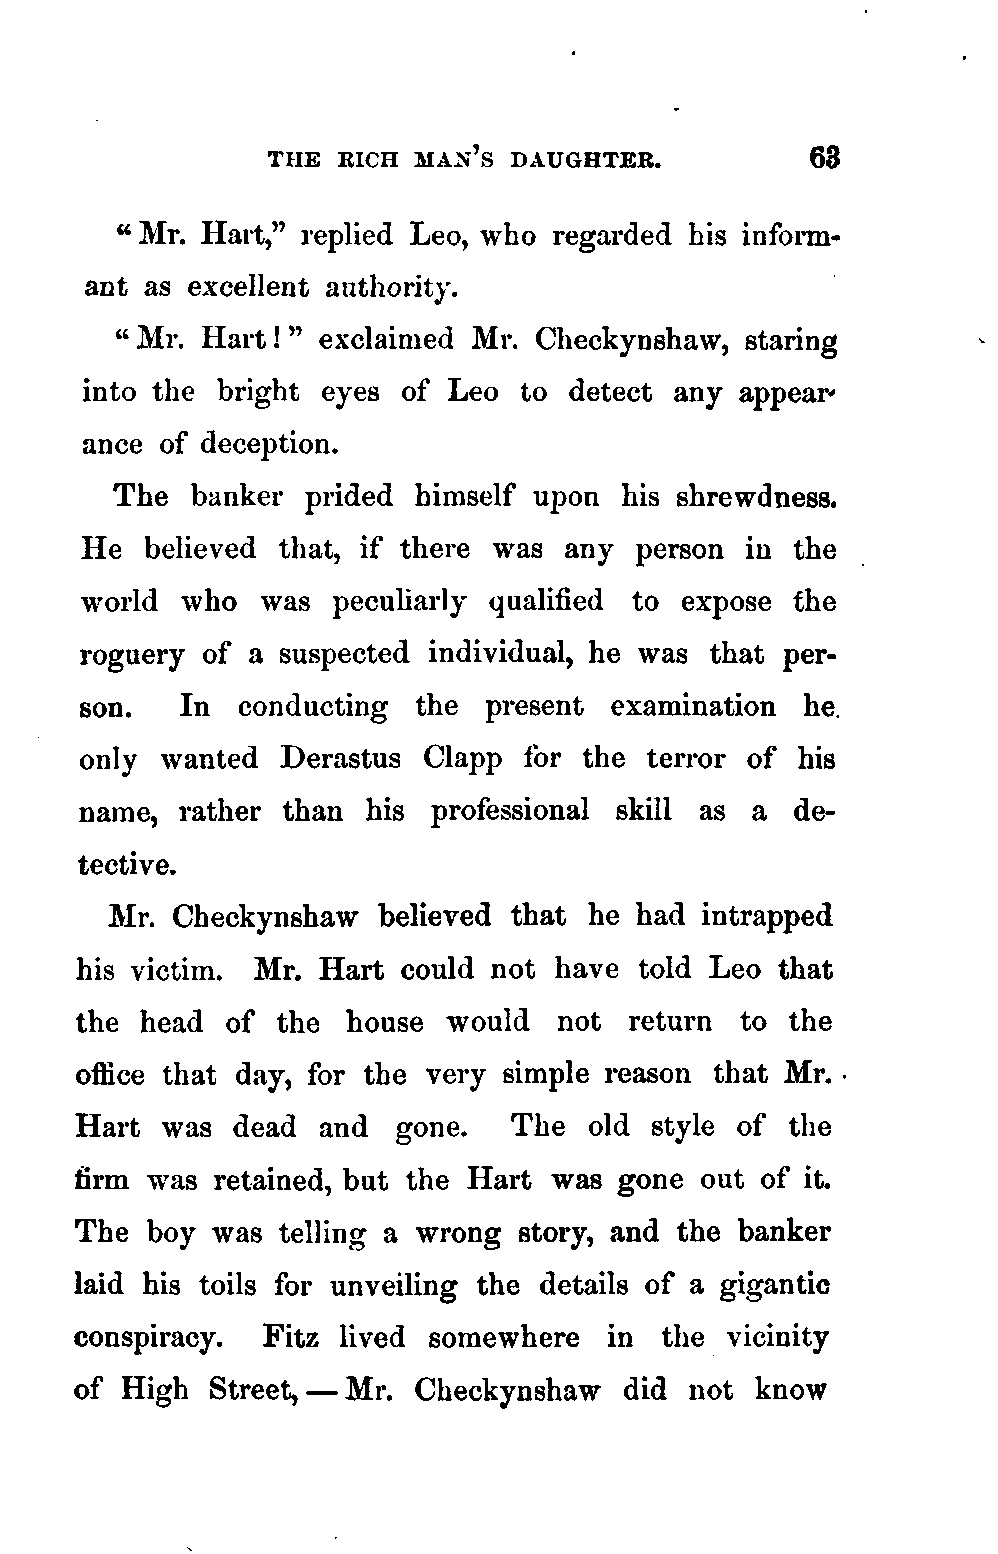 THE RICH MAN'S DAUGHTER. 63
"Mr. Hart," replied Leo, who regarded his inform-
ant as excellent authority.
"Mr. Hart!" exclaimed Mr. Checkynshaw, staring
into the bright eyes of Leo to detect any appear-
ance of deception.
The banker prided himself upon his shrewdness.
He believed that, if there was any person in the
world who was peculiarly qualified to expose the
roguery of a suspected individual, he was that per-
son. In conducting the present examination he
only wanted Derastus Clapp for the terror of his
name, rather than his professional skill as a de-
tective.
Mr. Checkynshaw believed that he had intrapped
his victim. Mr. Hart could not have told Leo that
the head of the house would not return to the
office that day, for the very simple reason that Mr.
Hart was dead and gone. The old style of the
firm was retained, but the Hart was gone out of it.
The boy was telling a wrong story, and the banker
laid his toils for unveiling the details of a gigantic
conspiracy. Fitz lived somewhere in the vicinity
of High Street, — Mr. Checkynshaw did not know